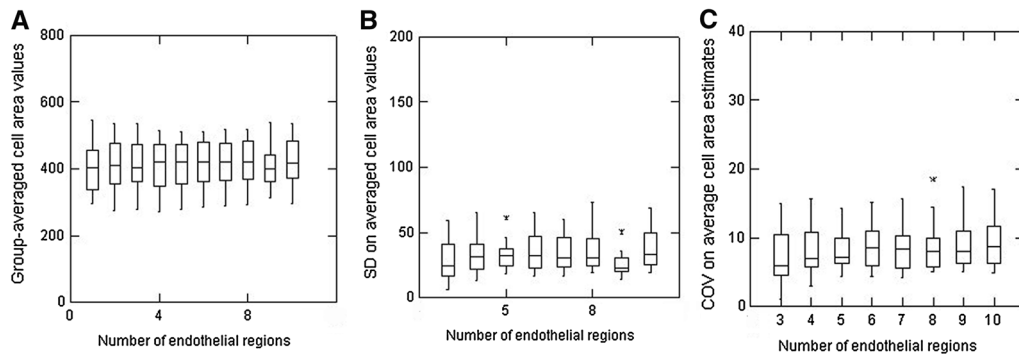 A
Group-averaged cell area values
800
600
400
200
0
0 4 8
Number of endothelial regions
B
SD on averaged cell area values
200
150
100
50
0
5 8
Number of endothelial regions
C
COV on average cell area estimates
40
30
20
10
0
3 4 5 6 7 8 9 10
Number of endothelial regions